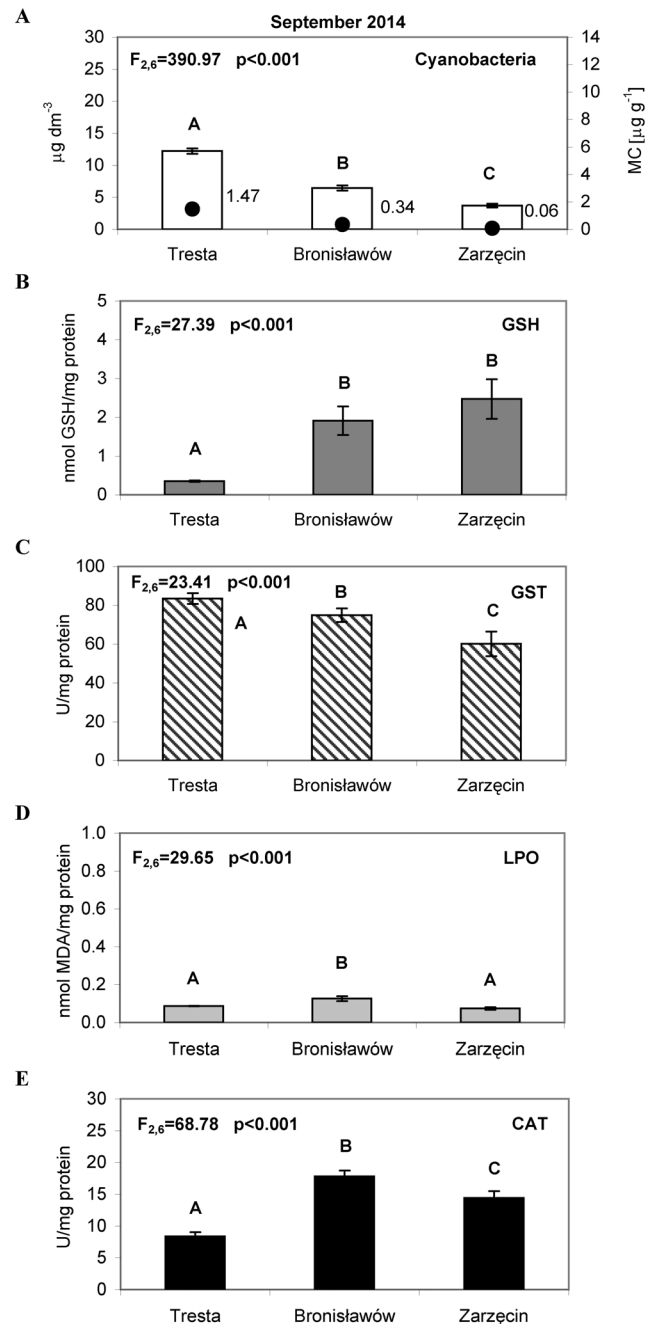 A
September 2014
F2,6=390.97 p<0.001 Cyanobacteria
µg dm-3
MC [µg g-1]
30
25
20
15
10
5
0
14
12
10
8
6
4
2
0
A
B
C
1.47
0.34
0.06
Tresta Bronisławów Zarzęcin
B
F2,6=27.39 p<0.001 GSH
nmol GSH/mg protein
5
4
3
2
1
0
A
B
B
Tresta Bronisławów Zarzęcin
C
F2,6=23.41 p<0.001 GST
U/mg protein
100
80
60
40
20
0
A
B
C
Tresta Bronisławów Zarzęcin
D
F2,6=29.65 p<0.001 LPO
nmol MDA/mg protein
1.0
0.8
0.6
0.4
0.2
0.0
A
B
A
Tresta Bronisławów Zarzęcin
E
F2,6=68.78 p<0.001 CAT
U/mg protein
30
25
20
15
10
5
0
A
B
C
Tresta Bronisławów Zarzęcin